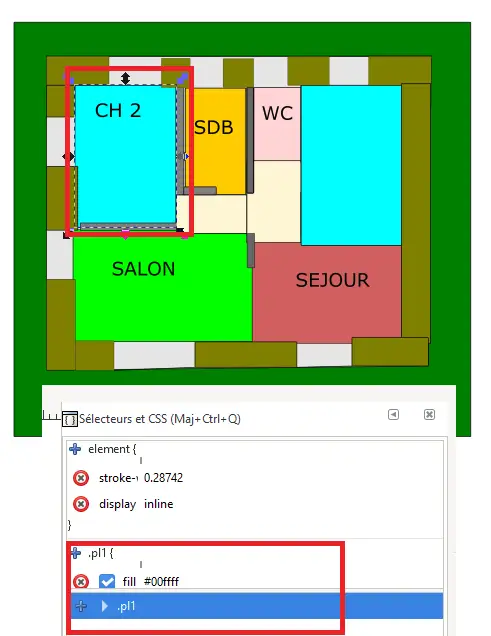 CH 2
SDB
WC
SALON
SEJOUR
{ } Sélecteurs et CSS (Maj+Ctrl+Q)
element {
stroke- 0.28742
display inline
}
.pl1 {
fill #00ffff
.pl1